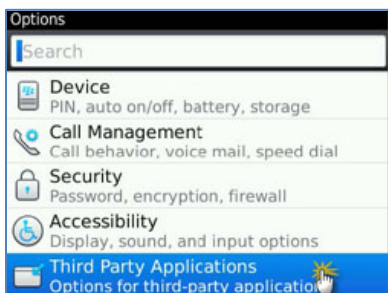 Options
Search
Device
PIN, auto on/off, battery, storage
Call Management
Call behavior, voice mail, speed dial
Security
Password, encryption, firewall
Accessibility
Display, sound, and input options
Third Party Applications
Options for third-party application